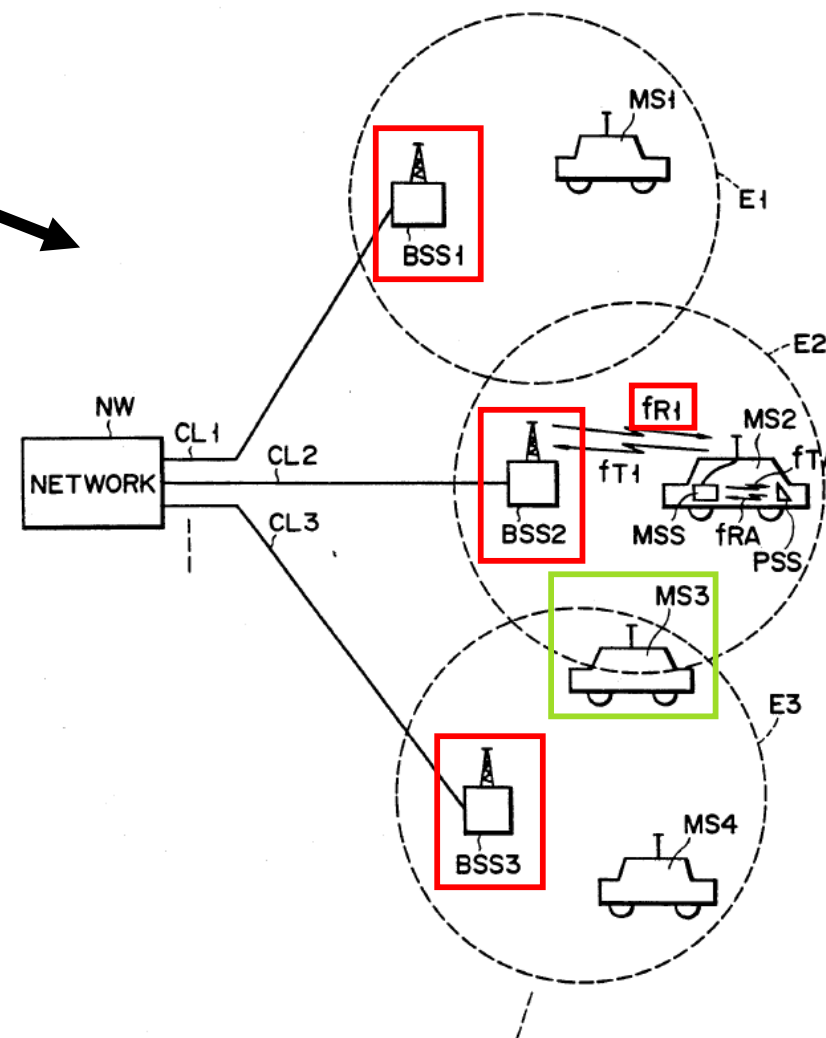 MS1
E1
BSS1
E2
fR1
NW
MS2
CL1
fT
CL2
fT1
NETWORK
BSS2
MSS
fRA
PSS
CL3
MS3
E3
MS4
BSS3